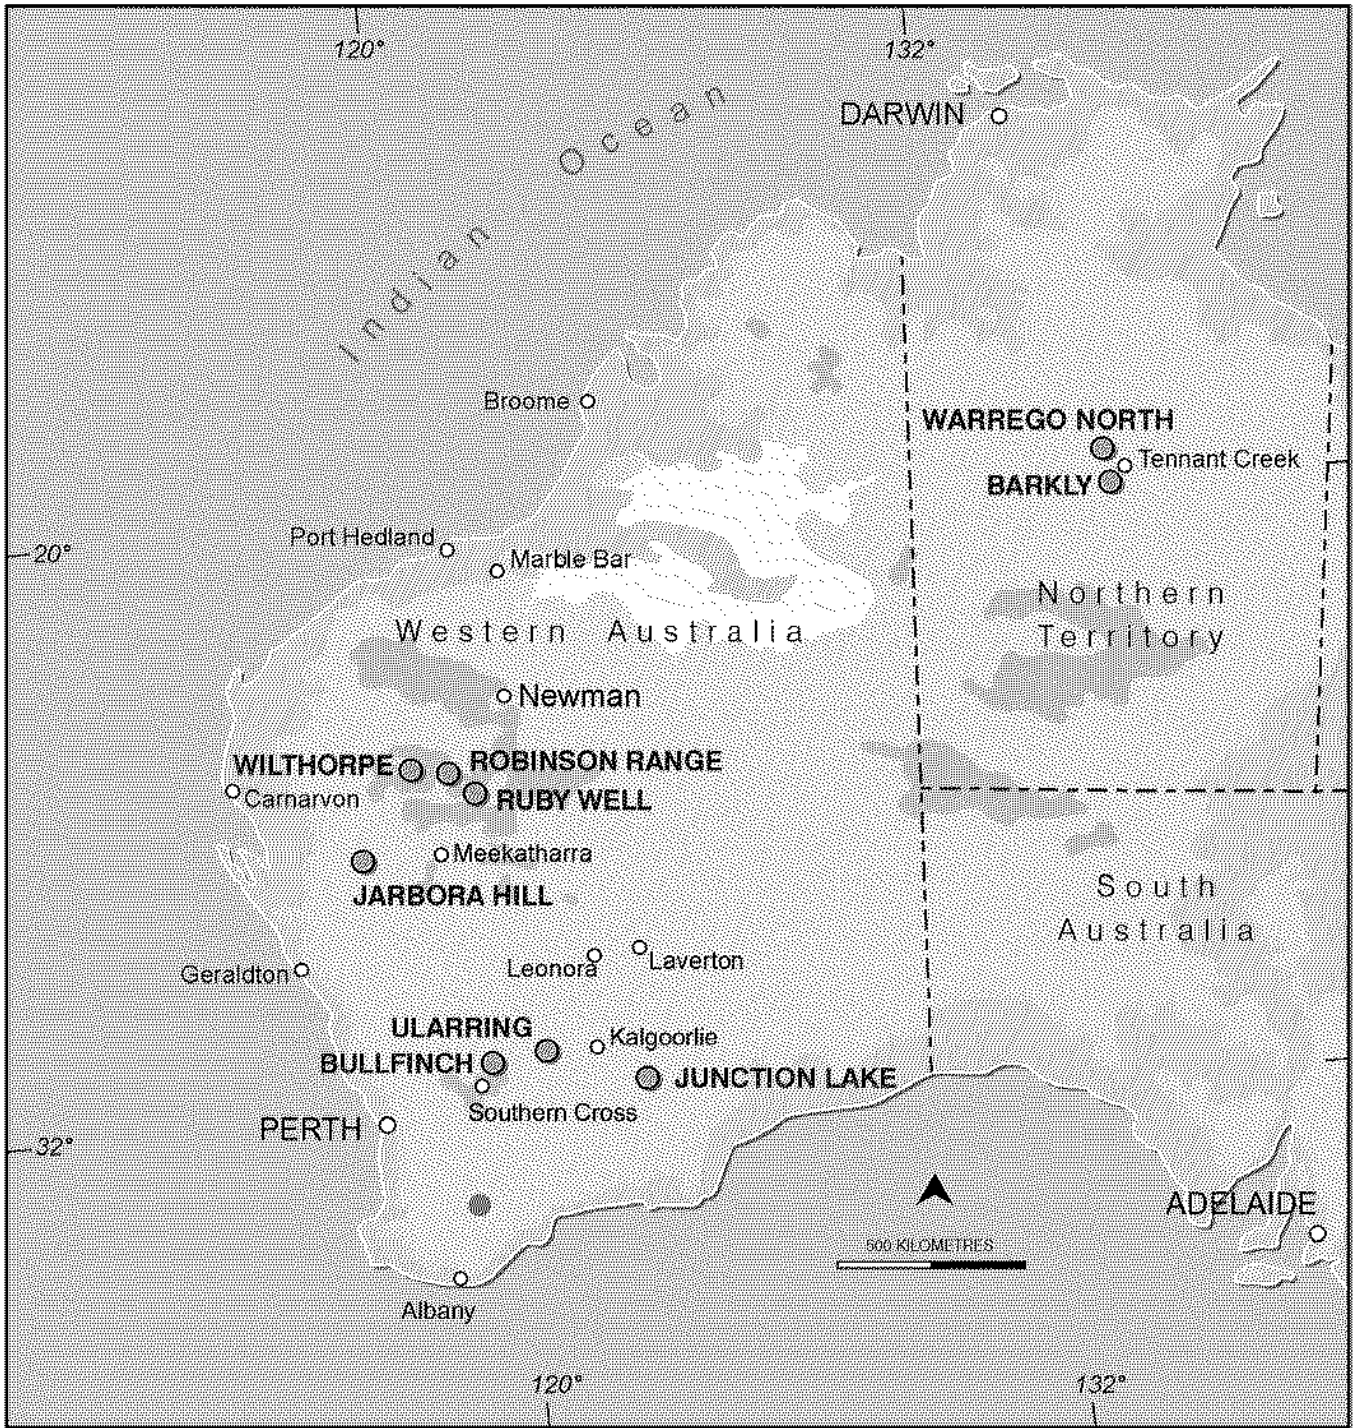 120°
132°
DARWIN
Indian Ocean
Broome
WARREGO NORTH
Tennant Creek
BARKLY
Port Hedland
20°
Marble Bar
Northern
Territory
Western Australia
Newman
WILTHORPE
ROBINSON RANGE
RUBY WELL
Carnarvon
Meekatharra
JARBORA HILL
South
Australia
Leonora
Laverton
Geraldton
ULARRING
Kalgoorlie
BULLFINCH
JUNCTION LAKE
Southern Cross
PERTH
32°
ADELAIDE
500 KILOMETRES
Albany
120°
132°